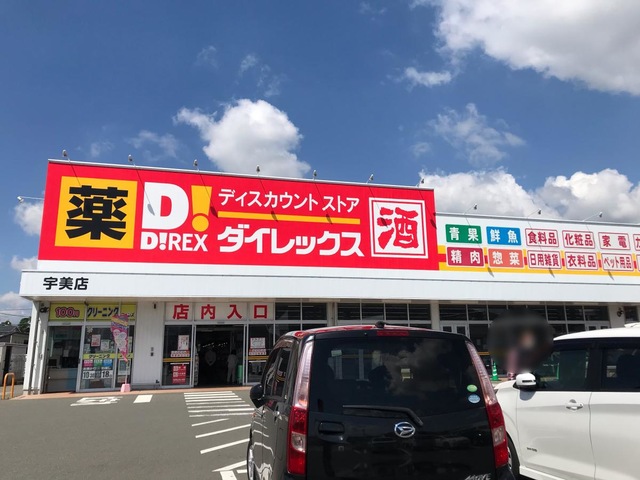 薬
D!
D!REX
ディスカウント ストア
ダイレックス
酒
青果 鮮魚 食料品 化粧品 家電
精肉 惣菜 日用雑貨 衣料品 ペット用品
宇美店
100円 クリーニング
店内入口
MOVE